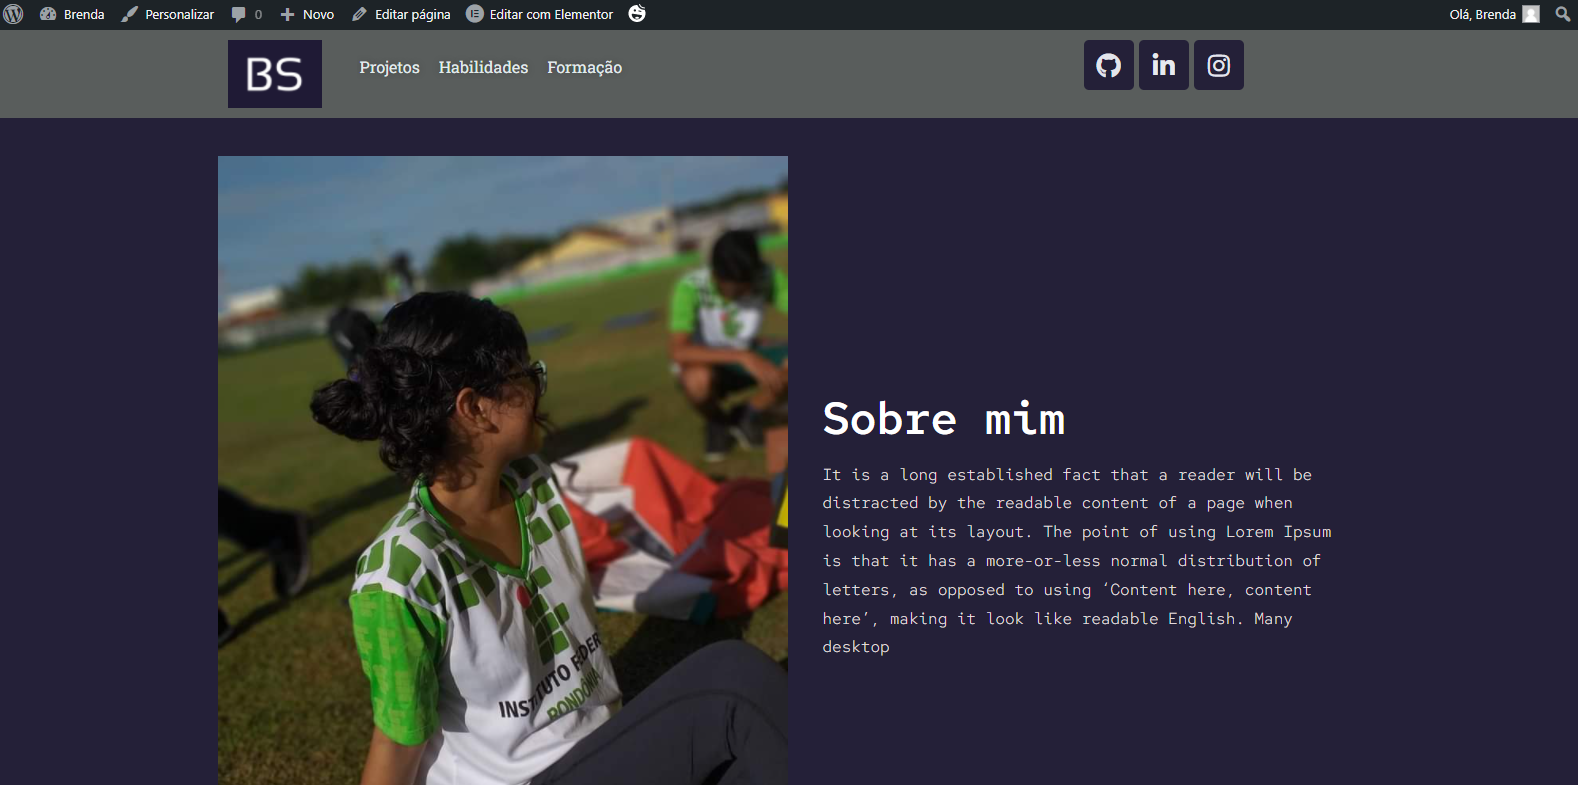 Brenda Personalizar 0 Novo Editar página Editar com Elementor Olá, Brenda
BS Projetos Habilidades Formação in
Sobre mim
It is a long established fact that a reader will be
distracted by the readable content of a page when
looking at its layout. The point of using Lorem Ipsum
is that it has a more-or-less normal distribution of
letters, as opposed to using ‘Content here, content
here’, making it look like readable English. Many
desktop
INSTITUTO FEDER
RONDÔNIA